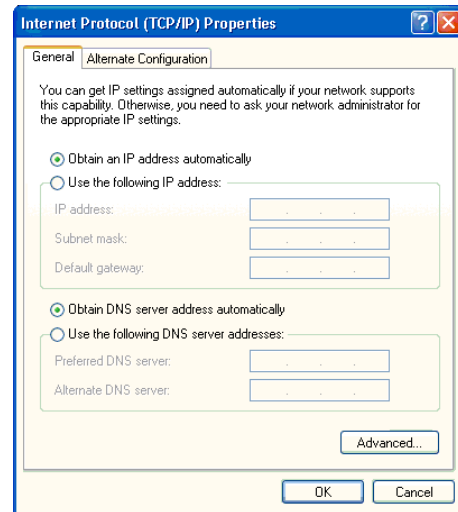 Internet Protocol (TCP/IP) Properties
General
Alternate Configuration
You can get IP settings assigned automatically if your network supports
this capability. Otherwise, you need to ask your network administrator for
the appropriate IP settings.
Obtain an IP address automatically
Use the following IP address:
IP address:
Subnet mask:
Default gateway:
Obtain DNS server address automatically
Use the following DNS server addresses:
Preferred DNS server:
Alternate DNS server:
Advanced...
OK
Cancel